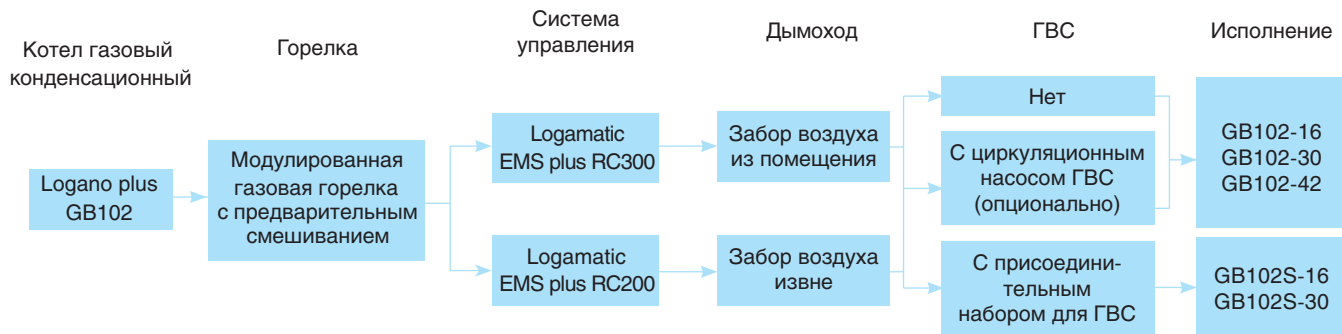 Котел газовый
конденсационный
Горелка
Система
управления
Дымоход
ГВС
Исполнение
Logano plus
GB102
Модулированная
газовая горелка
с предварительным
смешиванием
Logamatic
EMS plus RC300
Logamatic
EMS plus RC200
Забор воздуха
из помещения
Забор воздуха
извне
Нет
С циркуляционным
насосом ГВС
(опционально)
С присоедини-
тельным
набором для ГВС
GB102-16
GB102-30
GB102-42
GB102S-16
GB102S-30